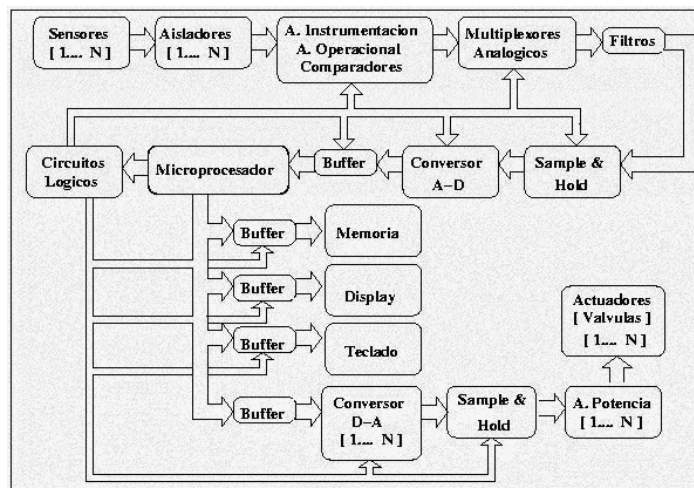 Sensores
[ 1.... N ]
Aisladores
[ 1.... N ]
A. Instrumentacion
A. Operacional
Comparadores
Multiplexores
Analogicos
Filtros
Circuitos
Logicos
Microprocesador
Buffer
Conversor
A-D
Sample &
Hold
Buffer
Memoria
Buffer
Display
Buffer
Teclado
Actuadores
[ Valvulas ]
[ 1.... N ]
Buffer
Conversor
D-A
[ 1.... N ]
Sample &
Hold
A. Potencia
[ 1.... N ]